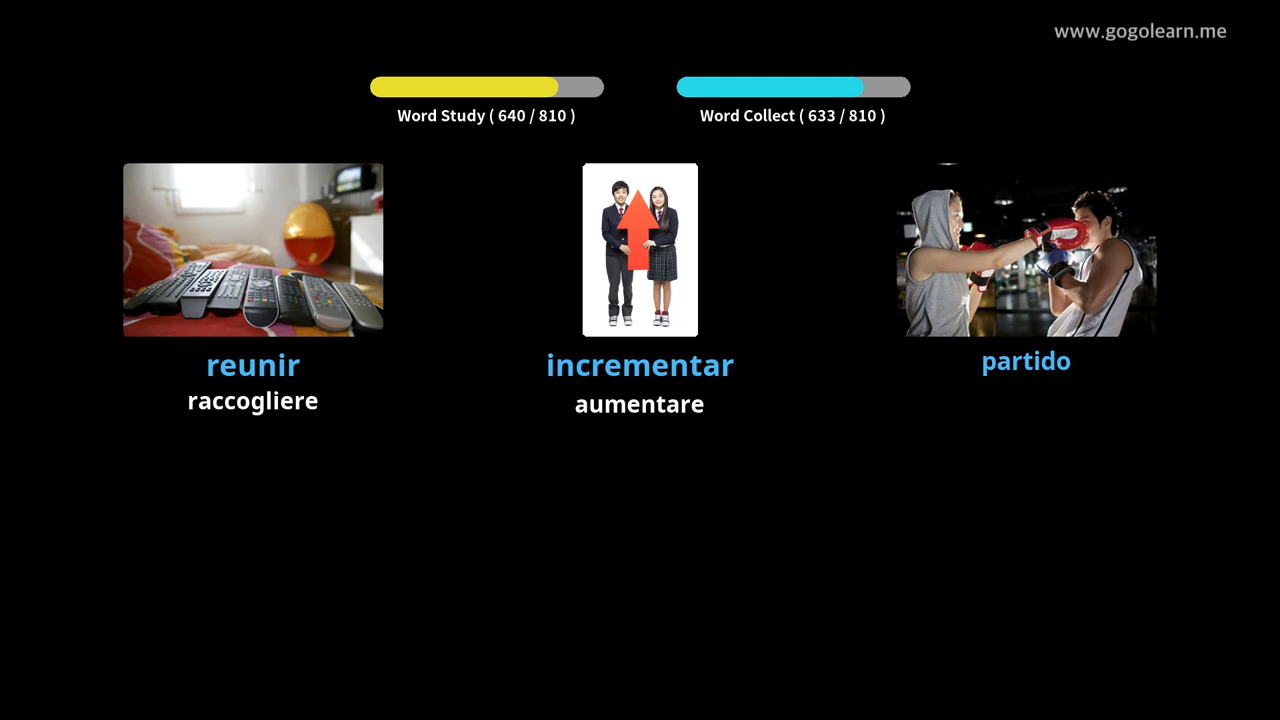 www.gogolearn.me
Word Study ( 640 / 810 )
Word Collect ( 633 / 810 )
reunir
raccogliere
incrementar
aumentare
partido